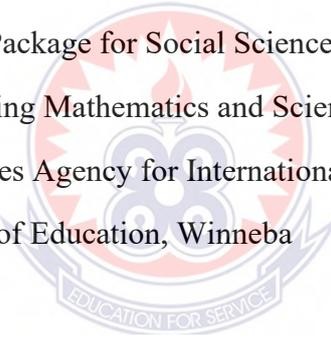 Package for Social Science
ing Mathematics and Scien
es Agency for Internationa
of Education, Winneba
EDUCATION FOR SERVICE